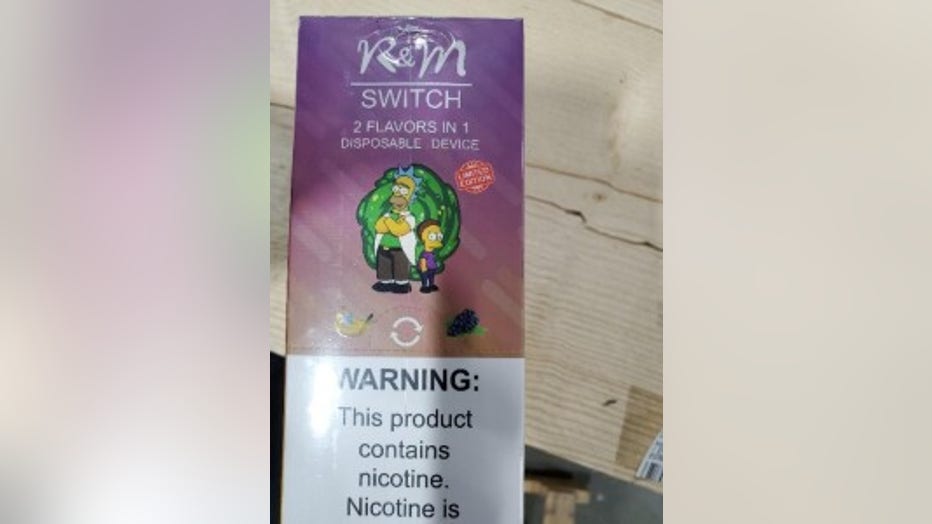 R&M
SWITCH
2 FLAVORS IN 1
DISPOSABLE DEVICE
LIMITED
EDITION
WARNING:
This product
contains
nicotine.
Nicotine is